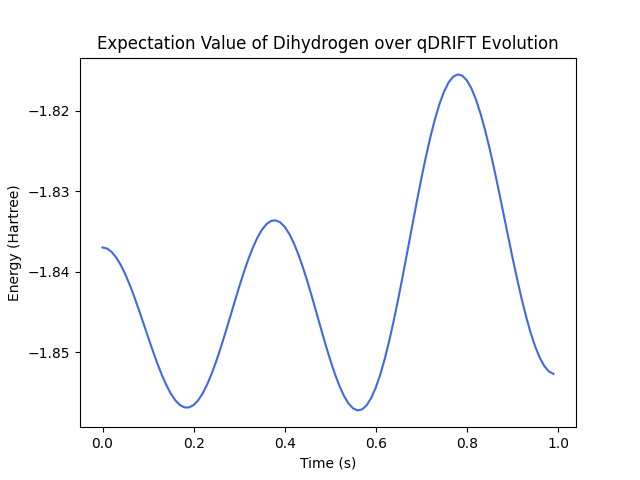 Expectation Value of Dihydrogen over qDRIFT Evolution
−1.82
−1.83
−1.84
−1.85
Energy (Hartree)
0.0 0.2 0.4 0.6 0.8 1.0
Time (s)